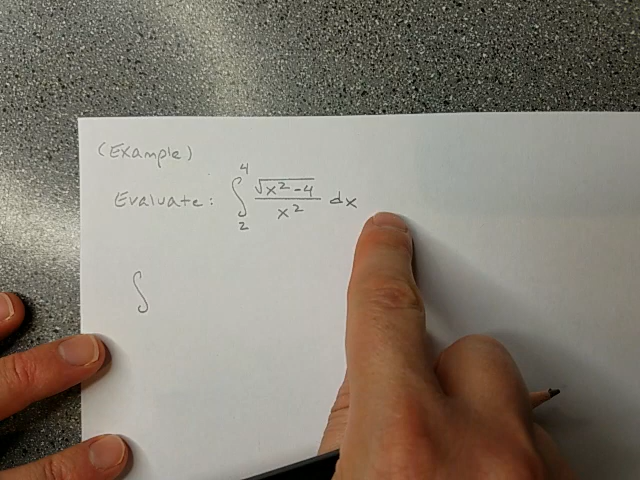 (Example)
Evaluate: ∫₂⁴ √(x²-4)/x² dx
∫